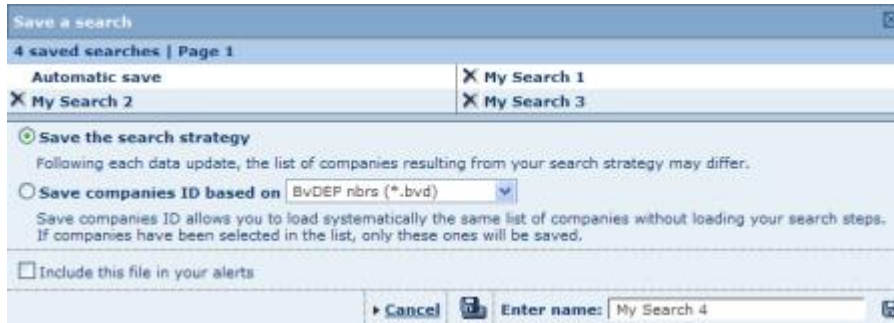 Save a search
4 saved searches | Page 1
Automatic save
My Search 1
My Search 2
My Search 3
Save the search strategy
Following each data update, the list of companies resulting from your search strategy may differ.
Save companies ID based on BvDEP nbrs (*.bvd)
Save companies ID allows you to load systematically the same list of companies without loading your search steps.
If companies have been selected in the list, only these ones will be saved.
Include this file in your alerts
Cancel Enter name: My Search 4